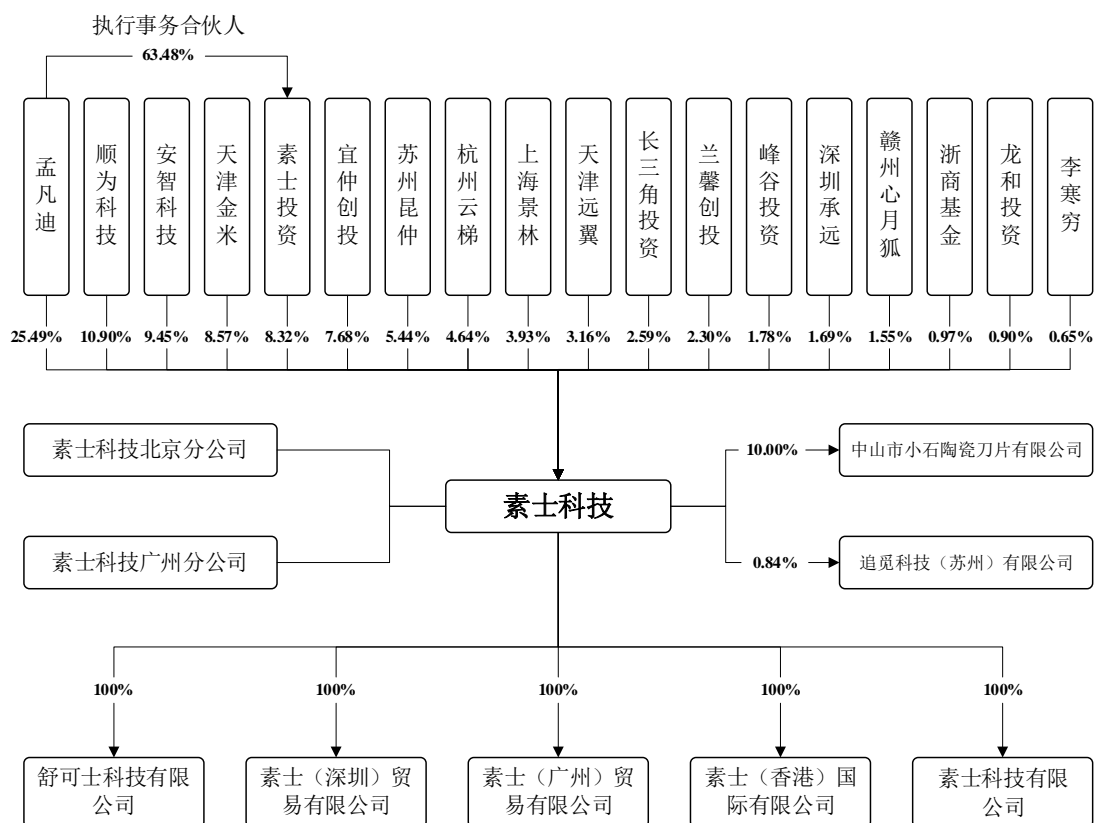 执行事务合伙人
63.48%
孟凡迪
顺为科技
安智科技
天津金米
素士投资
宜仲创投
苏州昆仲
杭州云梯
上海景林
天津远翼
长三角投资
兰馨创投
峰谷投资
深圳承远
赣州心月狐
浙商基金
龙和投资
李寒穷
25.49%
10.90%
9.45%
8.57%
8.32%
7.68%
5.44%
4.64%
3.93%
3.16%
2.59%
2.30%
1.78%
1.69%
1.55%
0.97%
0.90%
0.65%
素士科技北京分公司
10.00%
中山市小石陶瓷刀片有限公司
素士科技
素士科技广州分公司
0.84%
追觅科技（苏州）有限公司
100%
100%
100%
100%
100%
舒可士科技有限
公司
素士（深圳）贸
易有限公司
素士（广州）贸
易有限公司
素士（香港）国
际有限公司
素士科技有限
公司